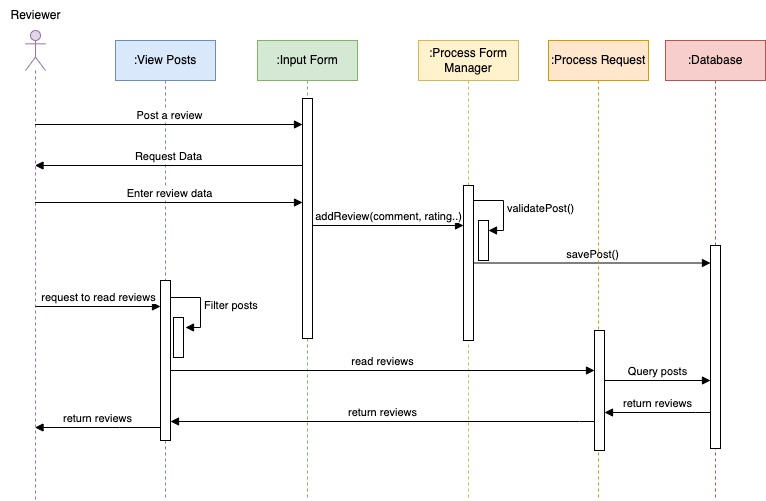 Reviewer
:View Posts
:Input Form
:Process Form
Manager
:Process Request
:Database
Post a review
Request Data
Enter review data
addReview(comment, rating..)
validatePost()
savePost()
request to read reviews
Filter posts
read reviews
Query posts
return reviews
return reviews
return reviews